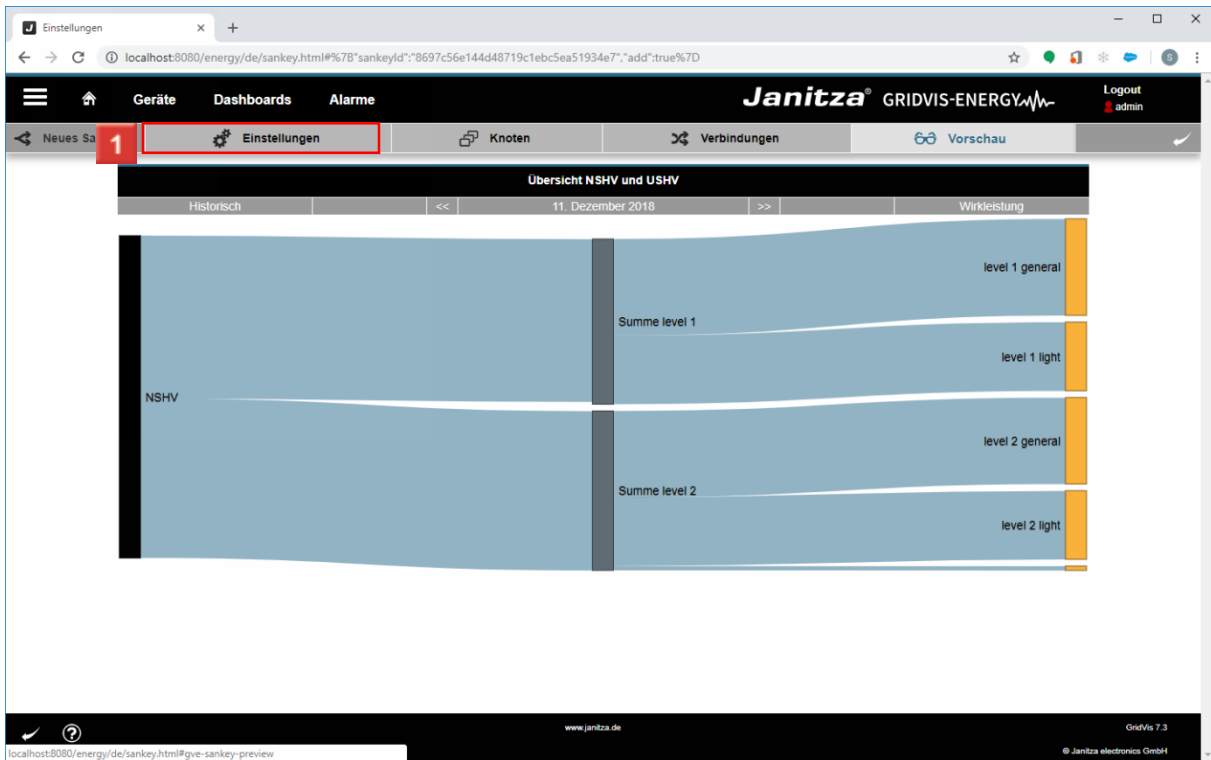 Einstellungen
localhost:8080/energy/de/sankey.html#%7B"sankeyId":"8697c56e144d48719c1ebc5ea51934e7","add":true%7D
S
Logout
Geräte Dashboards Alarme Janitza® GRIDVIS-ENERGY admin
Neues Sa 1 Einstellungen Knoten Verbindungen Vorschau
Übersicht NSHV und USHV
Historisch << 11. Dezember 2018 >> Wirkleistung
level 1 general
Summe level 1
level 1 light
NSHV
level 2 general
Summe level 2
level 2 light
www.janitza.de GridVis 7.3
localhost:8080/energy/de/sankey.html#gve-sankey-preview © Janitza electronics GmbH